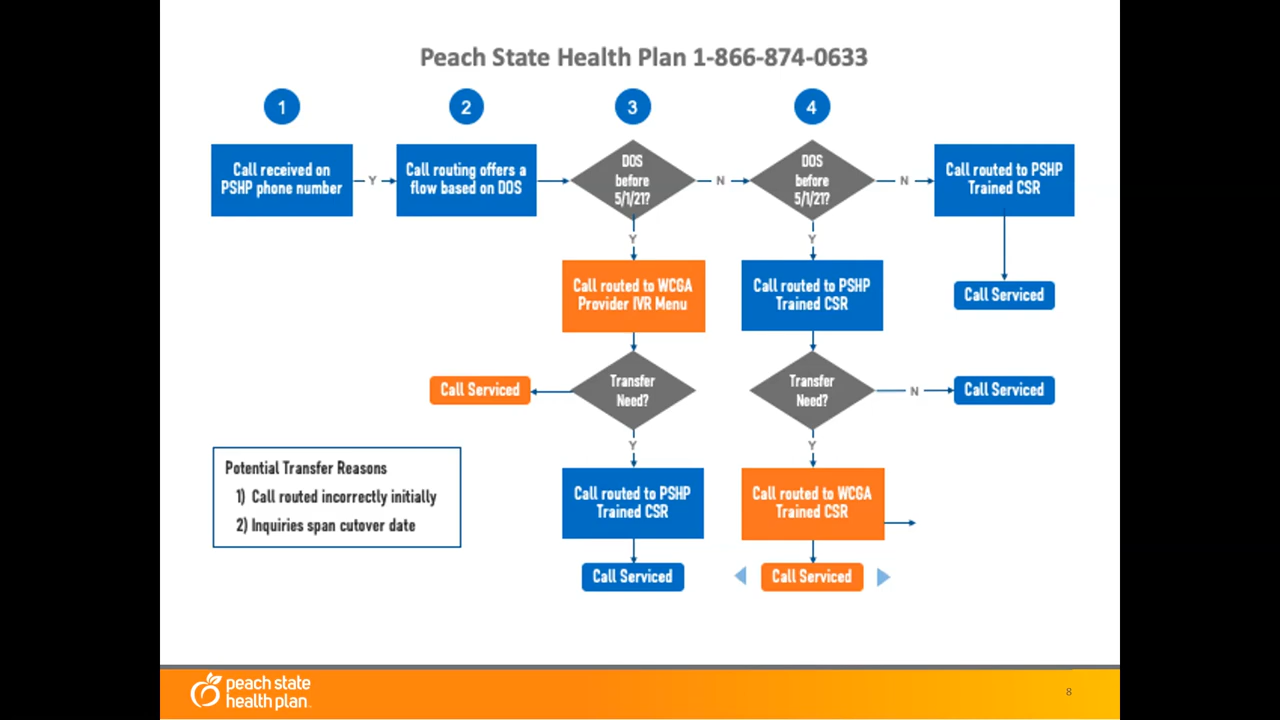 Peach State Health Plan 1-866-874-0633
1
2
3
4
Call received on
PSHP phone number
Y
Call routing offers a
flow based on DOS
DOS
before
5/1/21?
N
DOS
before
5/1/21?
N
Call routed to PSHP
Trained CSR
Y
Y
Call routed to WCGA
Provider IVR Menu
Call routed to PSHP
Trained CSR
Call Serviced
Call Serviced
Transfer
Need?
Transfer
Need?
N
Call Serviced
Y
Y
Potential Transfer Reasons
1) Call routed incorrectly initially
2) Inquiries span cutover date
Call routed to PSHP
Trained CSR
Call routed to WCGA
Trained CSR
Call Serviced
Call Serviced
peach state
health plan.
8